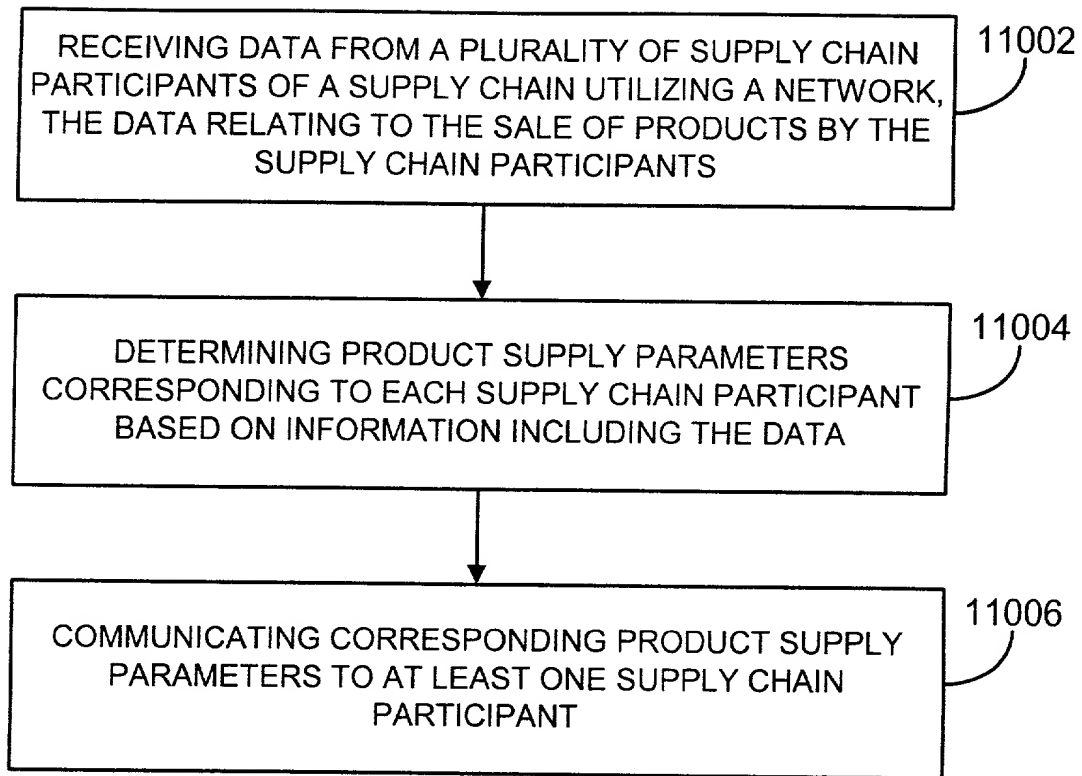 RECEIVING DATA FROM A PLURALITY OF SUPPLY CHAIN
PARTICIPANTS OF A SUPPLY CHAIN UTILIZING A NETWORK,
THE DATA RELATING TO THE SALE OF PRODUCTS BY THE
SUPPLY CHAIN PARTICIPANTS
11002
DETERMINING PRODUCT SUPPLY PARAMETERS
CORRESPONDING TO EACH SUPPLY CHAIN PARTICIPANT
BASED ON INFORMATION INCLUDING THE DATA
11004
COMMUNICATING CORRESPONDING PRODUCT SUPPLY
PARAMETERS TO AT LEAST ONE SUPPLY CHAIN
PARTICIPANT
11006